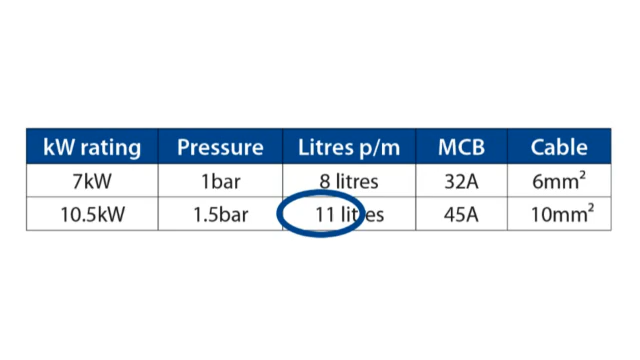 kW rating Pressure Litres p/m MCB Cable
7kW 1bar 8 litres 32A 6mm²
10.5kW 1.5bar 11 litres 45A 10mm²